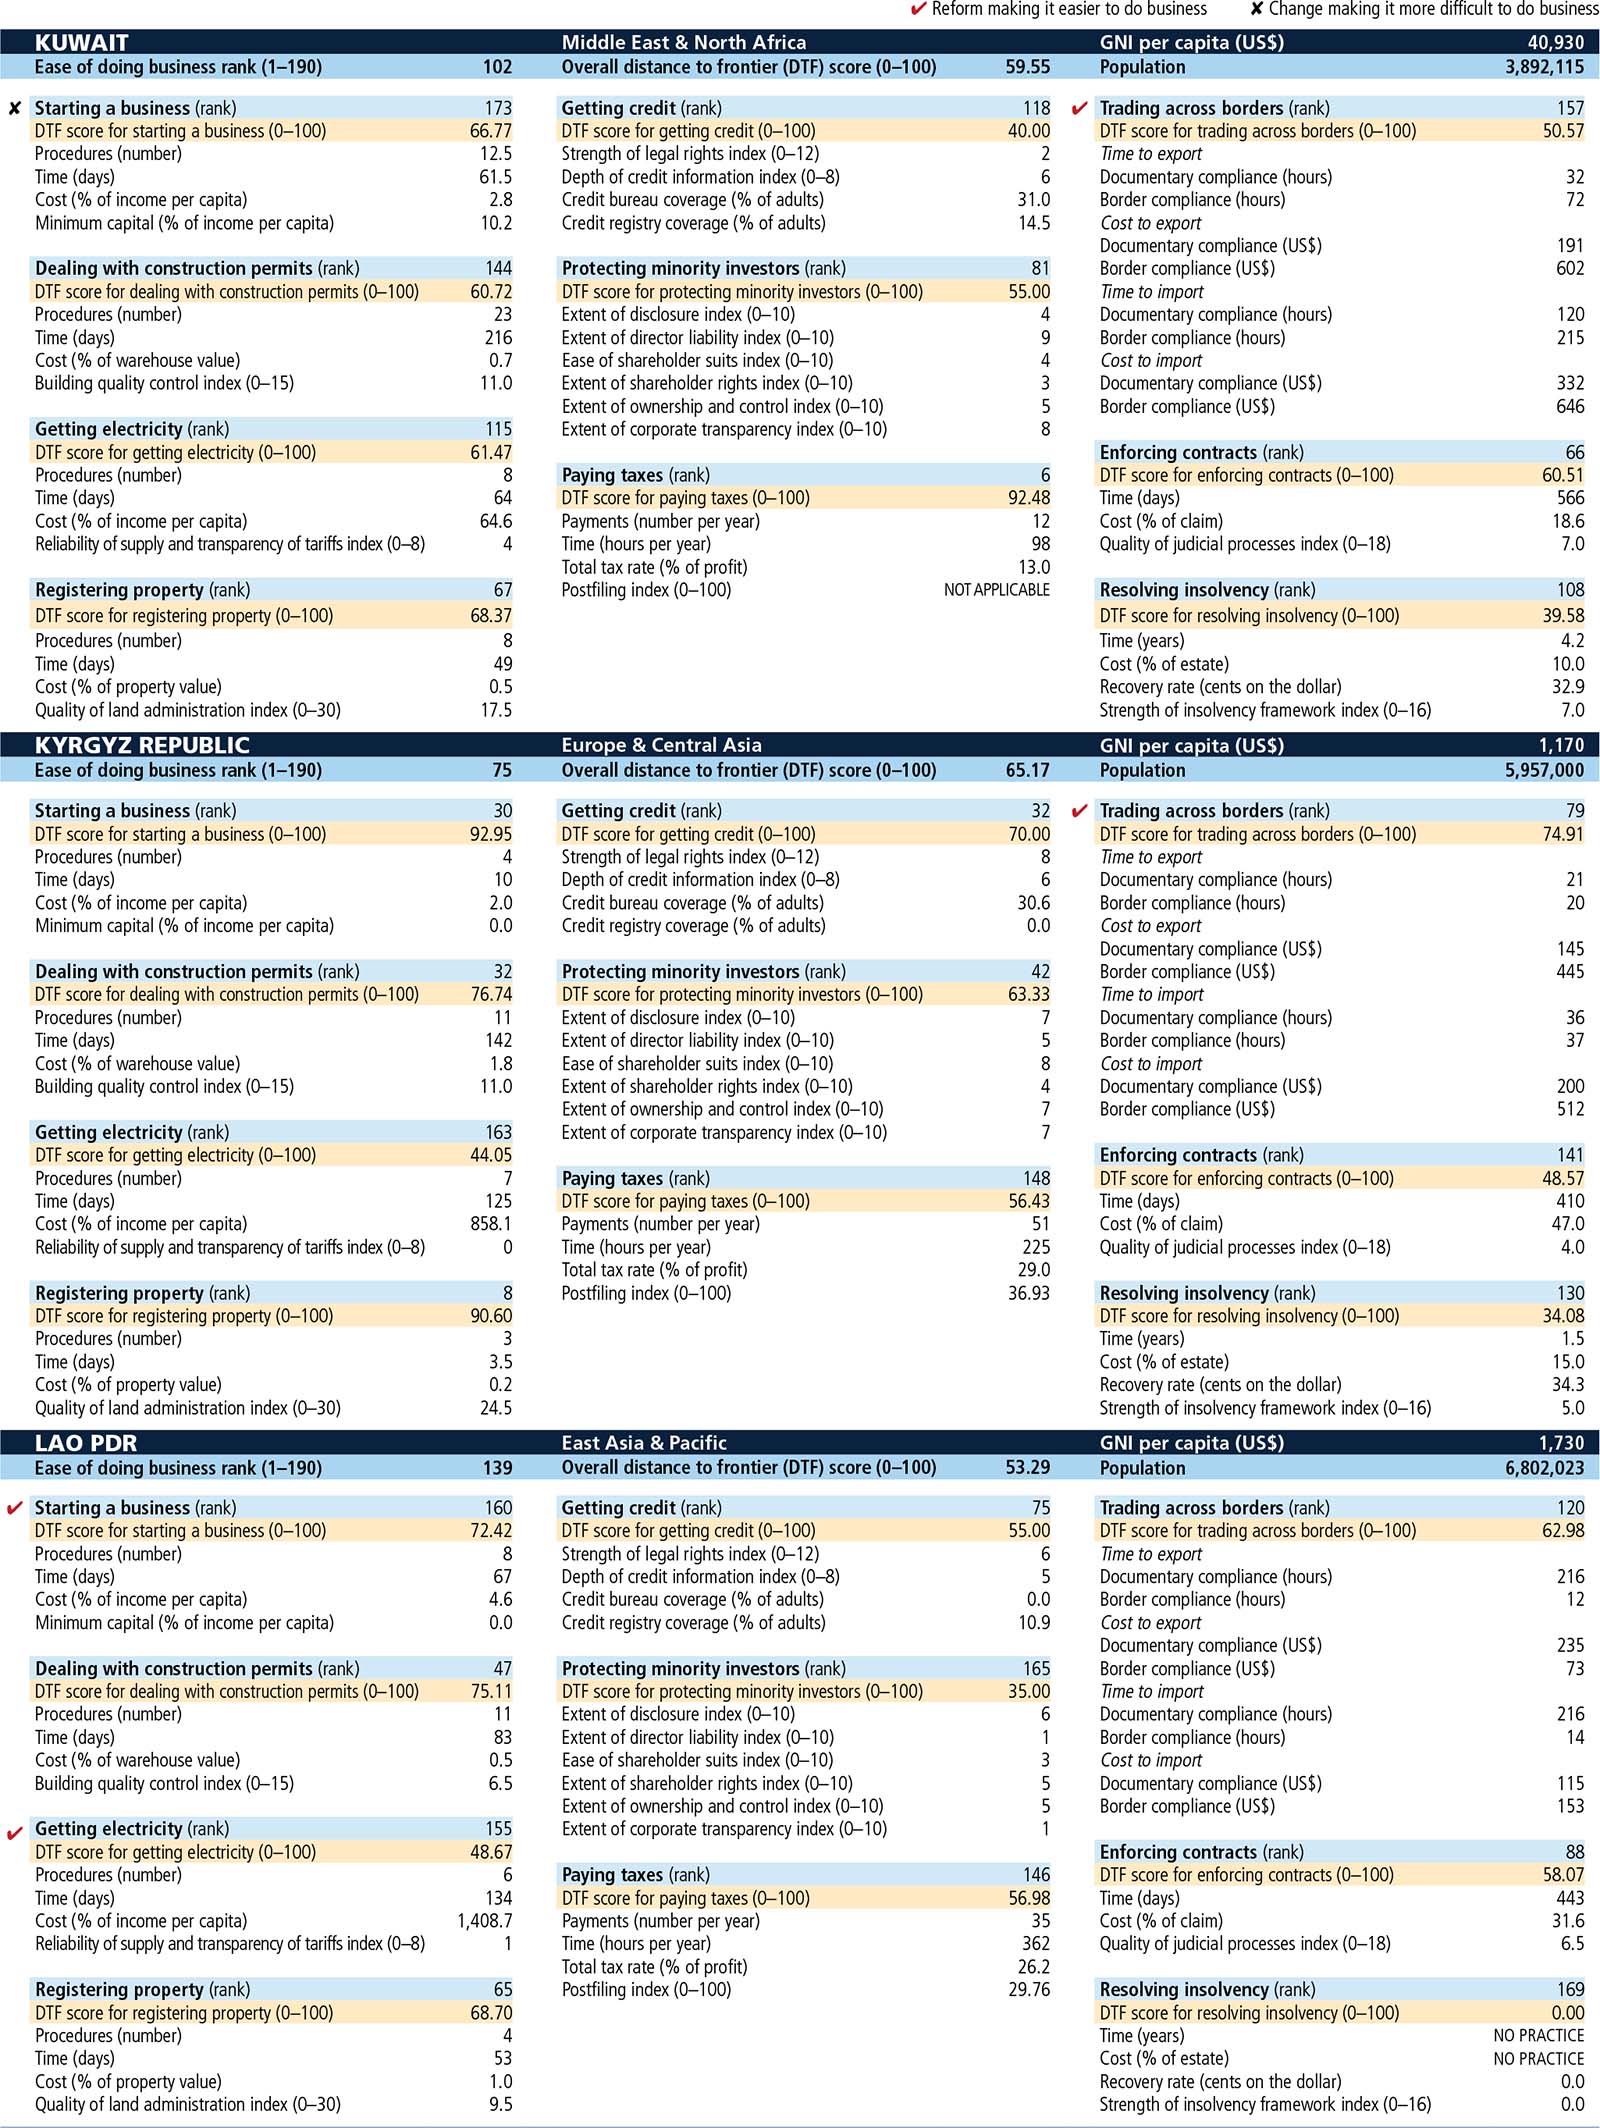 ✔ Reform making it easier to do business ✘ Change making it more difficult to do business
KUWAIT Middle East & North Africa GNI per capita (US$) 40,930
Ease of doing business rank (1–190) 102 Overall distance to frontier (DTF) score (0–100) 59.55 Population 3,892,115
✘ Starting a business (rank) 173
DTF score for starting a business (0–100) 66.77
Procedures (number) 12.5
Time (days) 61.5
Cost (% of income per capita) 2.8
Minimum capital (% of income per capita) 10.2
Dealing with construction permits (rank) 144
DTF score for dealing with construction permits (0–100) 60.72
Procedures (number) 23
Time (days) 216
Cost (% of warehouse value) 0.7
Building quality control index (0–15) 11.0
Getting electricity (rank) 115
DTF score for getting electricity (0–100) 61.47
Procedures (number) 8
Time (days) 64
Cost (% of income per capita) 64.6
Reliability of supply and transparency of tariffs index (0–8) 4
Registering property (rank) 67
DTF score for registering property (0–100) 68.37
Procedures (number) 8
Time (days) 49
Cost (% of property value) 0.5
Quality of land administration index (0–30) 17.5
Getting credit (rank) 118
DTF score for getting credit (0–100) 40.00
Strength of legal rights index (0–12) 2
Depth of credit information index (0–8) 6
Credit bureau coverage (% of adults) 31.0
Credit registry coverage (% of adults) 14.5
Protecting minority investors (rank) 81
DTF score for protecting minority investors (0–100) 55.00
Extent of disclosure index (0–10) 4
Extent of director liability index (0–10) 9
Ease of shareholder suits index (0–10) 4
Extent of shareholder rights index (0–10) 3
Extent of ownership and control index (0–10) 5
Extent of corporate transparency index (0–10) 8
Paying taxes (rank) 6
DTF score for paying taxes (0–100) 92.48
Payments (number per year) 12
Time (hours per year) 98
Total tax rate (% of profit) 13.0
Postfiling index (0–100) NOT APPLICABLE
✔ Trading across borders (rank) 157
DTF score for trading across borders (0–100) 50.57
Time to export
Documentary compliance (hours) 32
Border compliance (hours) 72
Cost to export
Documentary compliance (US$) 191
Border compliance (US$) 602
Time to import
Documentary compliance (hours) 120
Border compliance (hours) 215
Cost to import
Documentary compliance (US$) 332
Border compliance (US$) 646
Enforcing contracts (rank) 66
DTF score for enforcing contracts (0–100) 60.51
Time (days) 566
Cost (% of claim) 18.6
Quality of judicial processes index (0–18) 7.0
Resolving insolvency (rank) 108
DTF score for resolving insolvency (0–100) 39.58
Time (years) 4.2
Cost (% of estate) 10.0
Recovery rate (cents on the dollar) 32.9
Strength of insolvency framework index (0–16) 7.0
KYRGYZ REPUBLIC Europe & Central Asia GNI per capita (US$) 1,170
Ease of doing business rank (1–190) 75 Overall distance to frontier (DTF) score (0–100) 65.17 Population 5,957,000
Starting a business (rank) 30
DTF score for starting a business (0–100) 92.95
Procedures (number) 4
Time (days) 10
Cost (% of income per capita) 2.0
Minimum capital (% of income per capita) 0.0
Dealing with construction permits (rank) 32
DTF score for dealing with construction permits (0–100) 76.74
Procedures (number) 11
Time (days) 142
Cost (% of warehouse value) 1.8
Building quality control index (0–15) 11.0
Getting electricity (rank) 163
DTF score for getting electricity (0–100) 44.05
Procedures (number) 7
Time (days) 125
Cost (% of income per capita) 858.1
Reliability of supply and transparency of tariffs index (0–8) 0
Registering property (rank) 8
DTF score for registering property (0–100) 90.60
Procedures (number) 3
Time (days) 3.5
Cost (% of property value) 0.2
Quality of land administration index (0–30) 24.5
Getting credit (rank) 32
DTF score for getting credit (0–100) 70.00
Strength of legal rights index (0–12) 8
Depth of credit information index (0–8) 6
Credit bureau coverage (% of adults) 30.6
Credit registry coverage (% of adults) 0.0
Protecting minority investors (rank) 42
DTF score for protecting minority investors (0–100) 63.33
Extent of disclosure index (0–10) 7
Extent of director liability index (0–10) 5
Ease of shareholder suits index (0–10) 8
Extent of shareholder rights index (0–10) 4
Extent of ownership and control index (0–10) 7
Extent of corporate transparency index (0–10) 7
Paying taxes (rank) 148
DTF score for paying taxes (0–100) 56.43
Payments (number per year) 51
Time (hours per year) 225
Total tax rate (% of profit) 29.0
Postfiling index (0–100) 36.93
✔ Trading across borders (rank) 79
DTF score for trading across borders (0–100) 74.91
Time to export
Documentary compliance (hours) 21
Border compliance (hours) 20
Cost to export
Documentary compliance (US$) 145
Border compliance (US$) 445
Time to import
Documentary compliance (hours) 36
Border compliance (hours) 37
Cost to import
Documentary compliance (US$) 200
Border compliance (US$) 512
Enforcing contracts (rank) 141
DTF score for enforcing contracts (0–100) 48.57
Time (days) 410
Cost (% of claim) 47.0
Quality of judicial processes index (0–18) 4.0
Resolving insolvency (rank) 130
DTF score for resolving insolvency (0–100) 34.08
Time (years) 1.5
Cost (% of estate) 15.0
Recovery rate (cents on the dollar) 34.3
Strength of insolvency framework index (0–16) 5.0
LAO PDR East Asia & Pacific GNI per capita (US$) 1,730
Ease of doing business rank (1–190) 139 Overall distance to frontier (DTF) score (0–100) 53.29 Population 6,802,023
✔ Starting a business (rank) 160
DTF score for starting a business (0–100) 72.42
Procedures (number) 8
Time (days) 67
Cost (% of income per capita) 4.6
Minimum capital (% of income per capita) 0.0
Dealing with construction permits (rank) 47
DTF score for dealing with construction permits (0–100) 75.11
Procedures (number) 11
Time (days) 83
Cost (% of warehouse value) 0.5
Building quality control index (0–15) 6.5
✔ Getting electricity (rank) 155
DTF score for getting electricity (0–100) 48.67
Procedures (number) 6
Time (days) 134
Cost (% of income per capita) 1,408.7
Reliability of supply and transparency of tariffs index (0–8) 1
Registering property (rank) 65
DTF score for registering property (0–100) 68.70
Procedures (number) 4
Time (days) 53
Cost (% of property value) 1.0
Quality of land administration index (0–30) 9.5
Getting credit (rank) 75
DTF score for getting credit (0–100) 55.00
Strength of legal rights index (0–12) 6
Depth of credit information index (0–8) 5
Credit bureau coverage (% of adults) 0.0
Credit registry coverage (% of adults) 10.9
Protecting minority investors (rank) 165
DTF score for protecting minority investors (0–100) 35.00
Extent of disclosure index (0–10) 6
Extent of director liability index (0–10) 1
Ease of shareholder suits index (0–10) 3
Extent of shareholder rights index (0–10) 5
Extent of ownership and control index (0–10) 5
Extent of corporate transparency index (0–10) 1
Paying taxes (rank) 146
DTF score for paying taxes (0–100) 56.98
Payments (number per year) 35
Time (hours per year) 362
Total tax rate (% of profit) 26.2
Postfiling index (0–100) 29.76
Trading across borders (rank) 120
DTF score for trading across borders (0–100) 62.98
Time to export
Documentary compliance (hours) 216
Border compliance (hours) 12
Cost to export
Documentary compliance (US$) 235
Border compliance (US$) 73
Time to import
Documentary compliance (hours) 216
Border compliance (hours) 14
Cost to import
Documentary compliance (US$) 115
Border compliance (US$) 153
Enforcing contracts (rank) 88
DTF score for enforcing contracts (0–100) 58.07
Time (days) 443
Cost (% of claim) 31.6
Quality of judicial processes index (0–18) 6.5
Resolving insolvency (rank) 169
DTF score for resolving insolvency (0–100) 0.00
Time (years) NO PRACTICE
Cost (% of estate) NO PRACTICE
Recovery rate (cents on the dollar) 0.0
Strength of insolvency framework index (0–16) 0.0